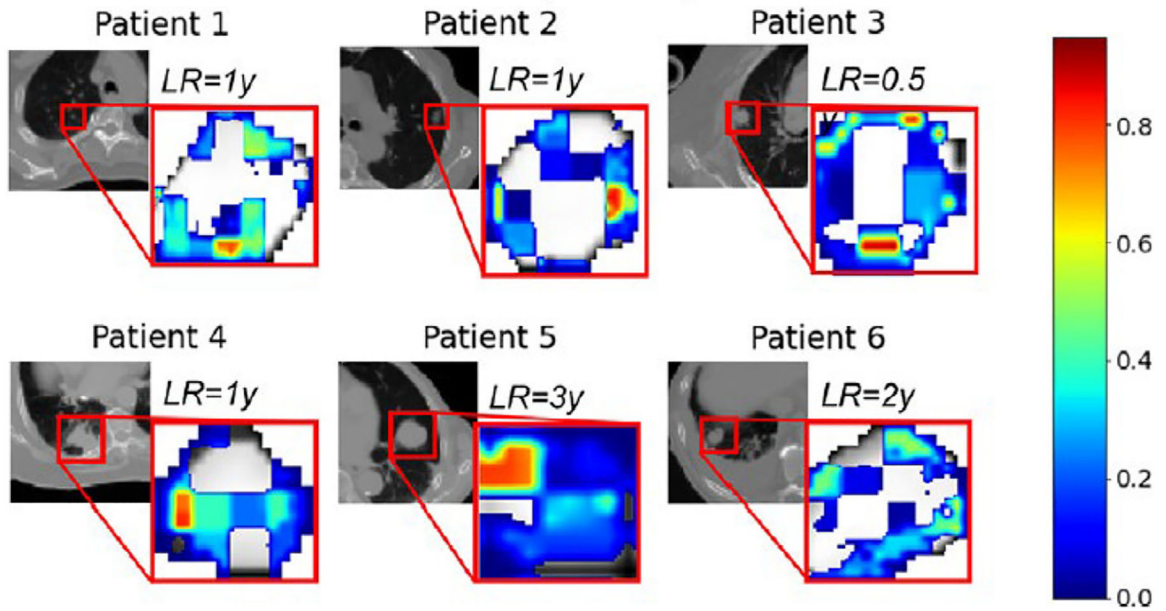 Patient 1
Patient 2
Patient 3
LR=1y
LR=1y
LR=0.5
y
Patient 4
Patient 5
Patient 6
LR=1y
LR=3y
LR=2y
0.8
0.6
0.4
0.2
0.0